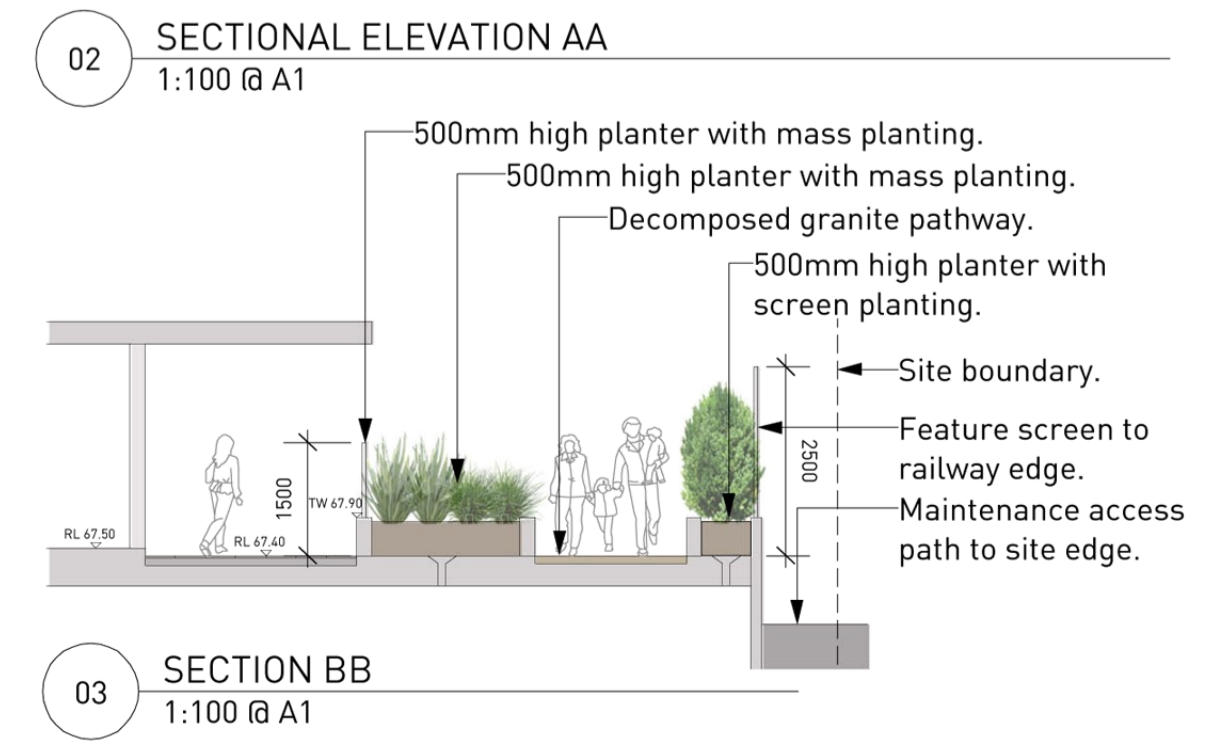 02
SECTIONAL ELEVATION AA
1:100 @ A1
500mm high planter with mass planting.
500mm high planter with mass planting.
Decomposed granite pathway.
500mm high planter with
screen planting.
Site boundary.
Feature screen to
railway edge.
Maintenance access
path to site edge.
2500
1500
TW 67.90
RL 67.50
RL 67.40
03
SECTION BB
1:100 @ A1